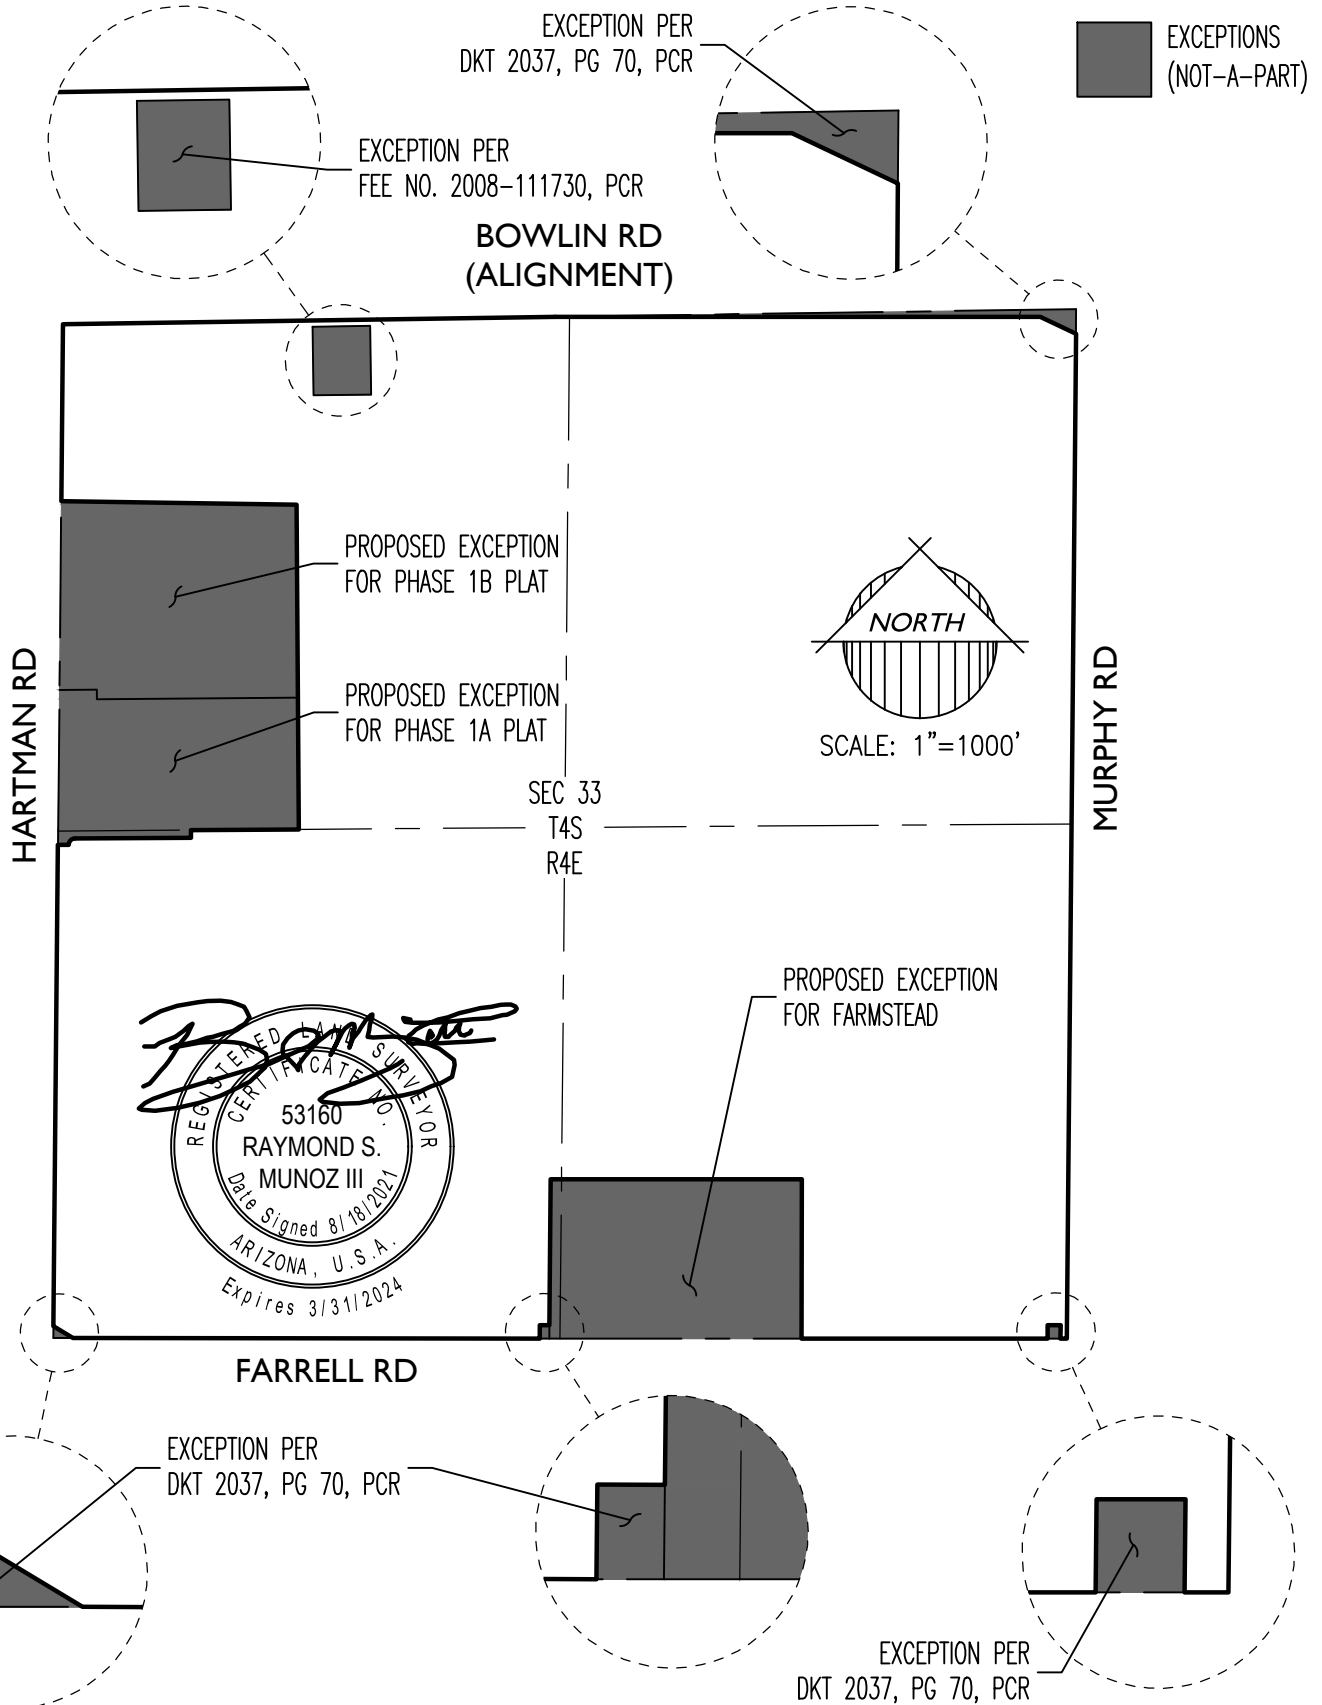 EXCEPTION PER
DKT 2037, PG 70, PCR
EXCEPTIONS
(NOT-A-PART)
EXCEPTION PER
FEE NO. 2008-111730, PCR
BOWLIN RD
(ALIGNMENT)
PROPOSED EXCEPTION
FOR PHASE 1B PLAT
NORTH
SCALE: 1"=1000'
HARTMAN RD
MURPHY RD
PROPOSED EXCEPTION
FOR PHASE 1A PLAT
SEC 33
T4S
R4E
PROPOSED EXCEPTION
FOR FARMSTEAD
REGISTERED LAND SURVEYOR
CERTIFICATE NO.
53160
RAYMOND S.
MUNOZ III
Date Signed 8/18/2021
ARIZONA, U.S.A.
Expires 3/31/2024
FARRELL RD
EXCEPTION PER
DKT 2037, PG 70, PCR
EXCEPTION PER
DKT 2037, PG 70, PCR